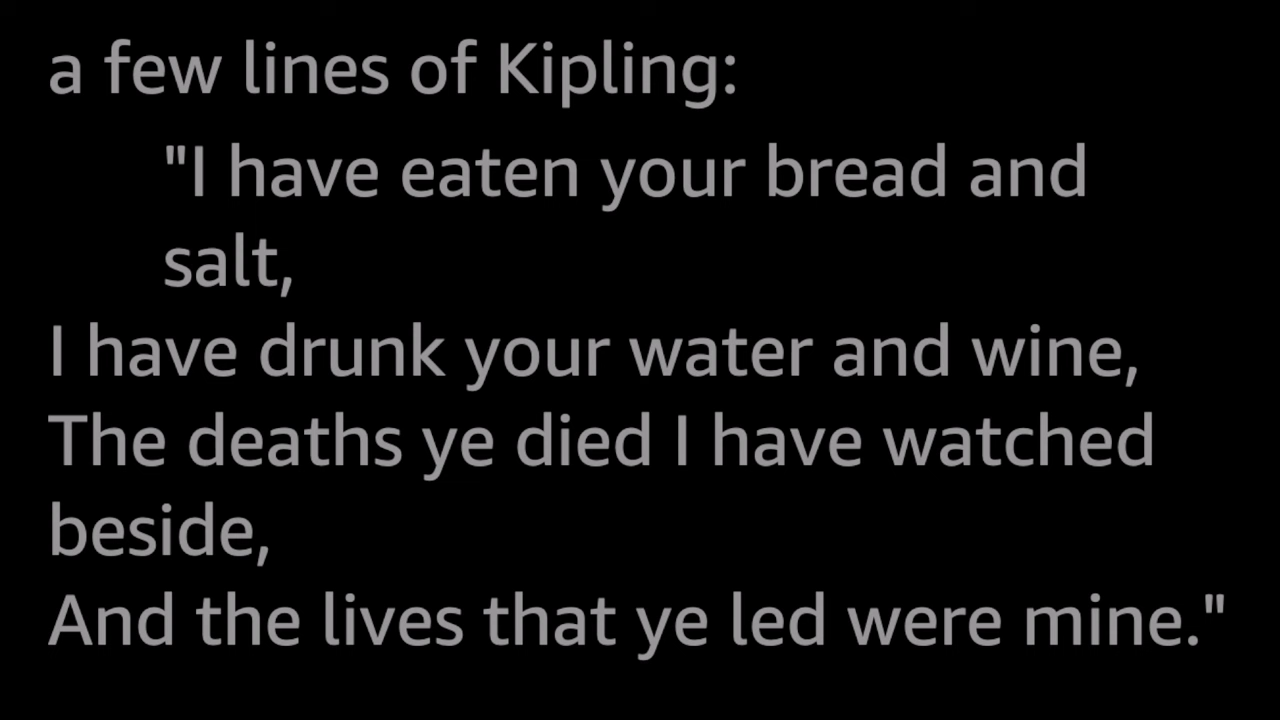 a few lines of Kipling:
"I have eaten your bread and
salt,
I have drunk your water and wine,
The deaths ye died I have watched
beside,
And the lives that ye led were mine."